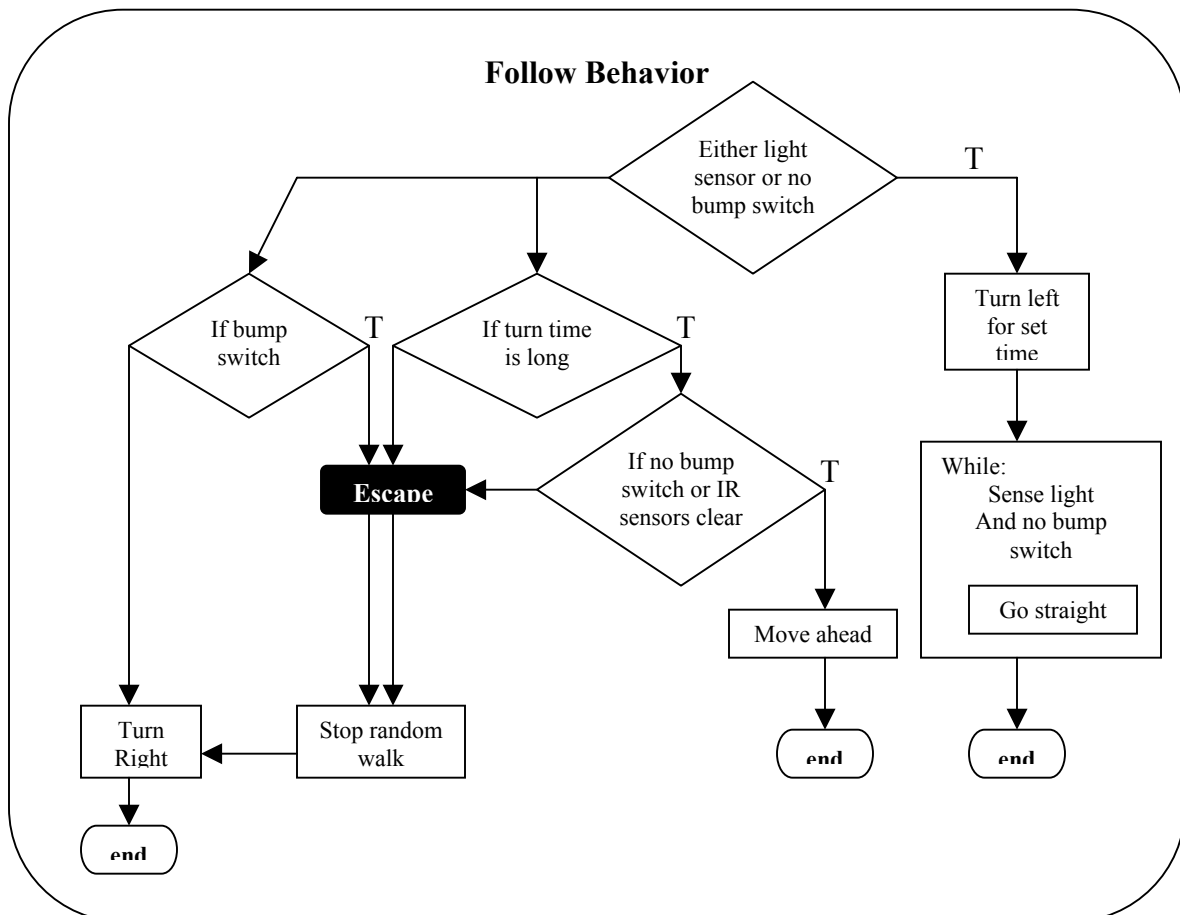 Follow Behavior
Either light
sensor or no
bump switch
T
If bump
switch
T
If turn time
is long
T
Turn left
for set
time
Escape
If no bump
switch or IR
sensors clear
T
While:
Sense light
And no bump
switch
Go straight
Move ahead
Turn
Right
Stop random
walk
end
end
end